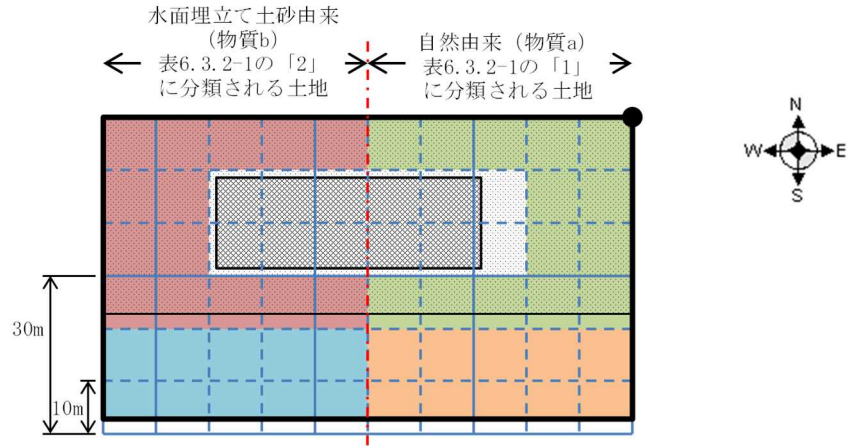 水面埋立て土砂由来
（物質b）
表6.3.2-1の「2」
に分類される土地
自然由来（物質a）
表6.3.2-1の「1」
に分類される土地
N
W
E
S
30m
10m